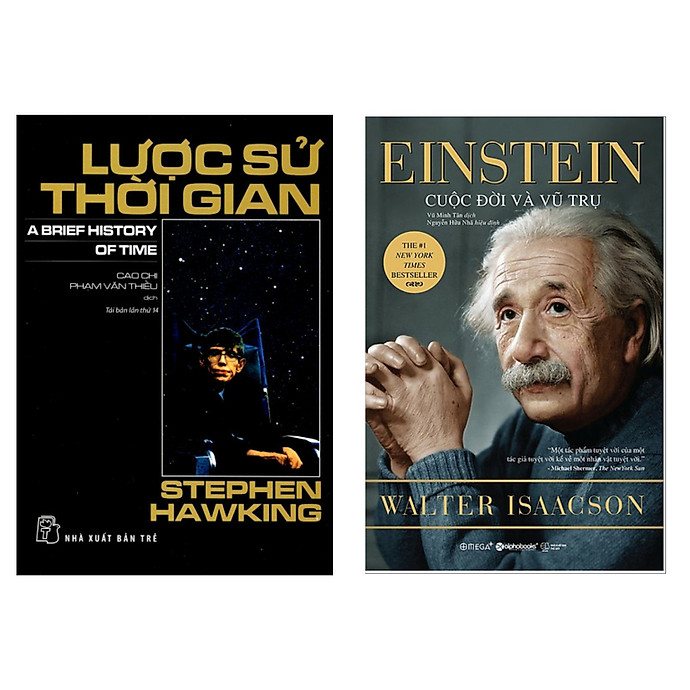 LƯỢC SỬ
THỜI GIAN
A BRIEF HISTORY
OF TIME
CAO CHI
PHẠM VĂN THIỀU
dịch
Tái bản lần thứ 14
STEPHEN
HAWKING
NHÀ XUẤT BẢN TRẺ
EINSTEIN
CUỘC ĐỜI VÀ VŨ TRỤ
Vũ Minh Tân dịch
Nguyễn Hữu Nhã hiệu đính
THE #1
NEW YORK
TIMES
BESTSELLER
"Một tác phẩm tuyệt vời của một
tác giả tuyệt vời kể về một nhân vật tuyệt vời."
- Michael Shermer, The NewYork Sun
WALTER ISAACSON
OMEGA+ alphabooks